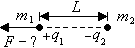 m₁ L m₂
F – ? +q₁ –q₂